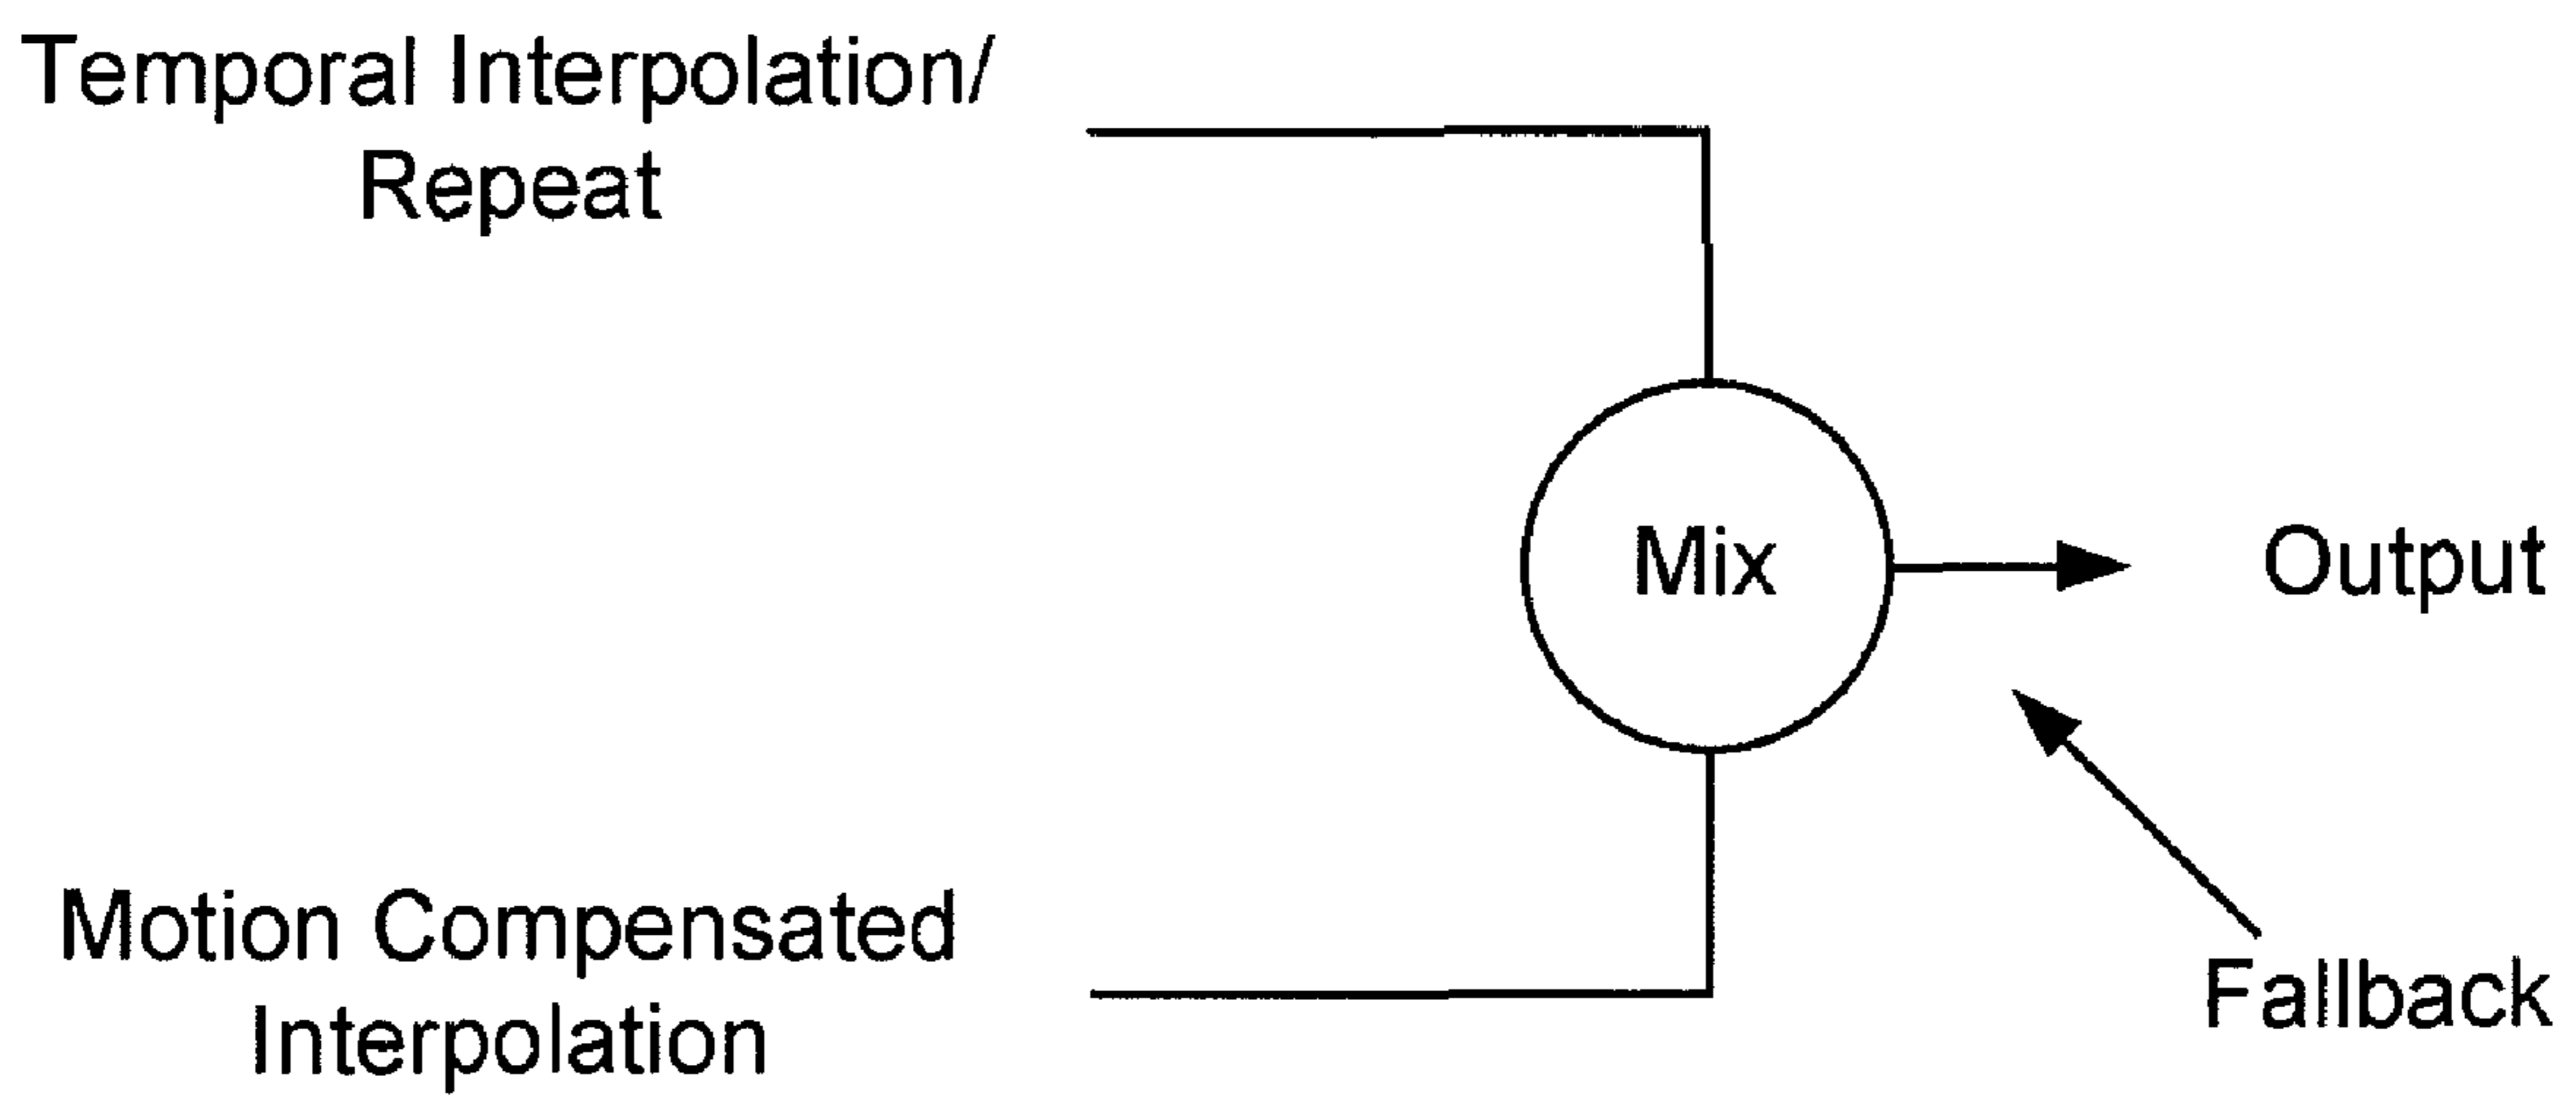 Temporal Interpolation/
Repeat
Mix
Output
Motion Compensated
Interpolation
Fallback